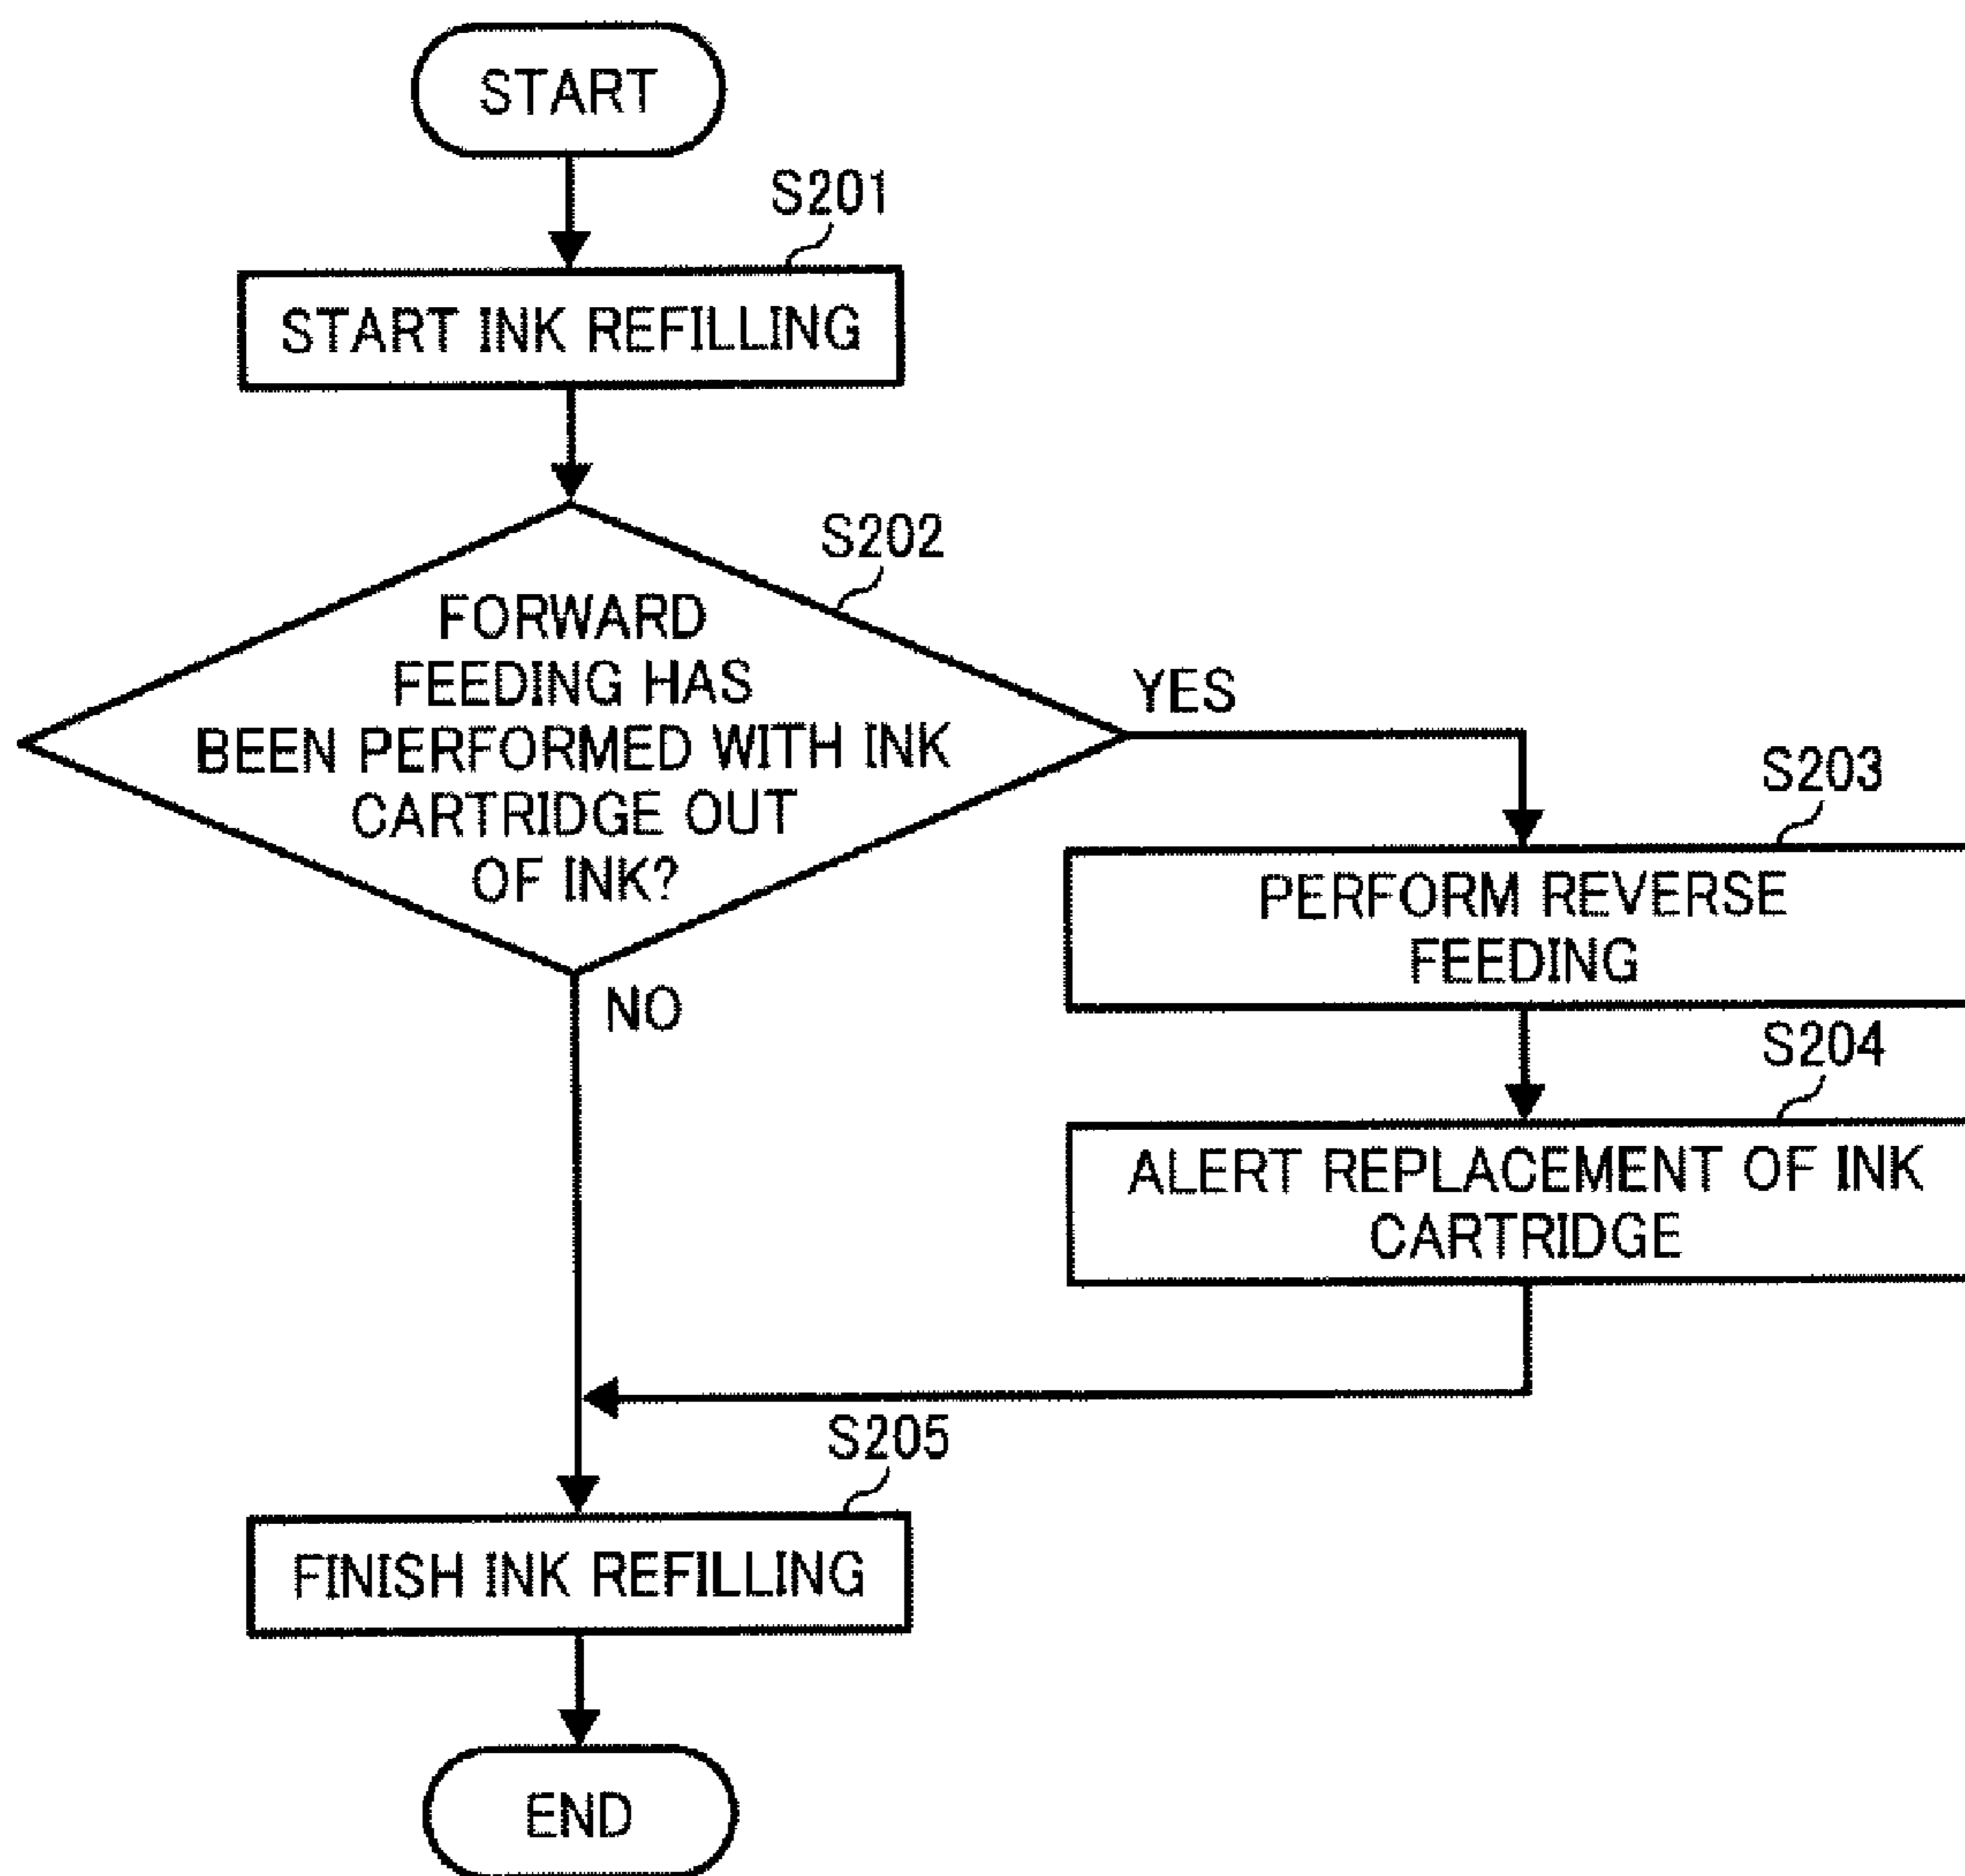 START
S201
START INK REFILLING
S202
FORWARD
FEEDING HAS
BEEN PERFORMED WITH INK
CARTRIDGE OUT
OF INK?
YES
NO
S203
PERFORM REVERSE
FEEDING
S204
ALERT REPLACEMENT OF INK
CARTRIDGE
S205
FINISH INK REFILLING
END